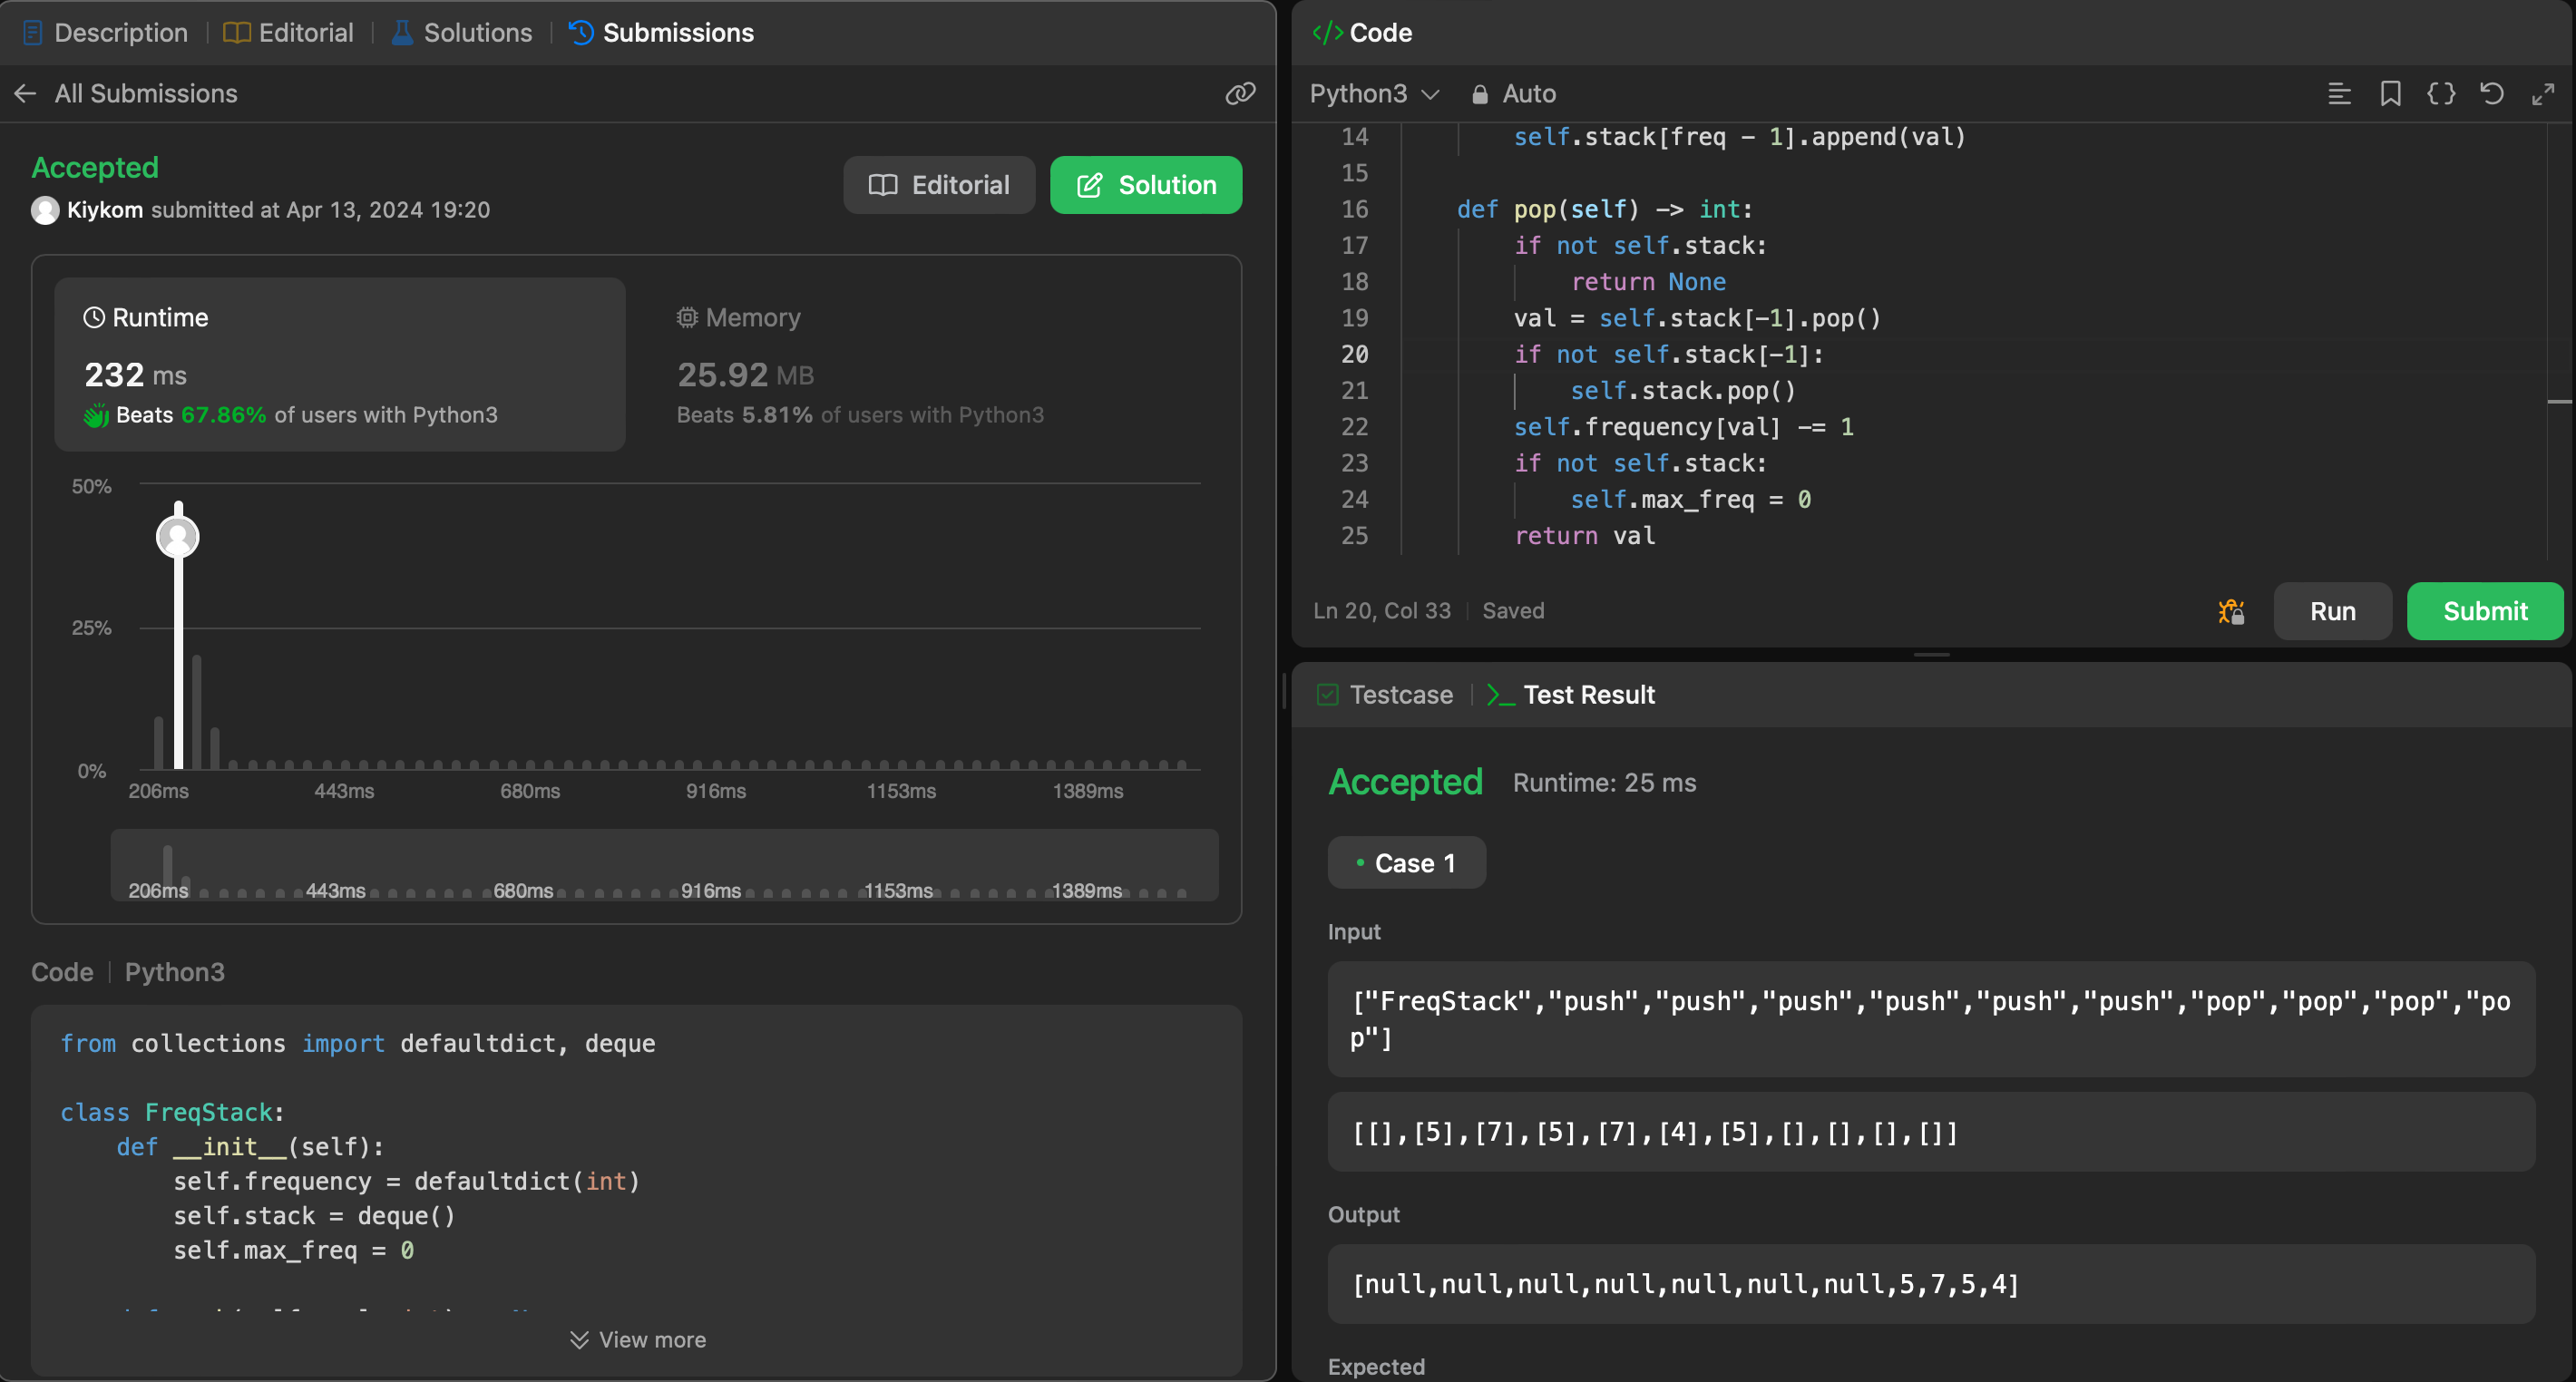 Description
Editorial
Solutions
Submissions
All Submissions
Accepted
Kiykom submitted at Apr 13, 2024 19:20
Editorial
Solution
Runtime
232 ms
Beats 67.86% of users with Python3
Memory
25.92 MB
Beats 5.81% of users with Python3
50%
25%
0%
206ms 443ms 680ms 916ms 1153ms 1389ms
206ms 443ms 680ms 916ms 1153ms 1389ms
Code
Python3
from collections import defaultdict, deque
class FreqStack:
def __init__(self):
self.frequency = defaultdict(int)
self.stack = deque()
self.max_freq = 0
View more
</> Code
Python3
Auto
14 self.stack[freq - 1].append(val)
15
16 def pop(self) -> int:
17 if not self.stack:
18 return None
19 val = self.stack[-1].pop()
20 if not self.stack[-1]:
21 self.stack.pop()
22 self.frequency[val] -= 1
23 if not self.stack:
24 self.max_freq = 0
25 return val
Ln 20, Col 33
Saved
Run
Submit
Testcase
>_ Test Result
Accepted
Runtime: 25 ms
Case 1
Input
["FreqStack","push","push","push","push","push","push","pop","pop","pop","po
p"]
[[],[5],[7],[5],[7],[4],[5],[],[],[],[]]
Output
[null,null,null,null,null,null,null,5,7,5,4]
Expected